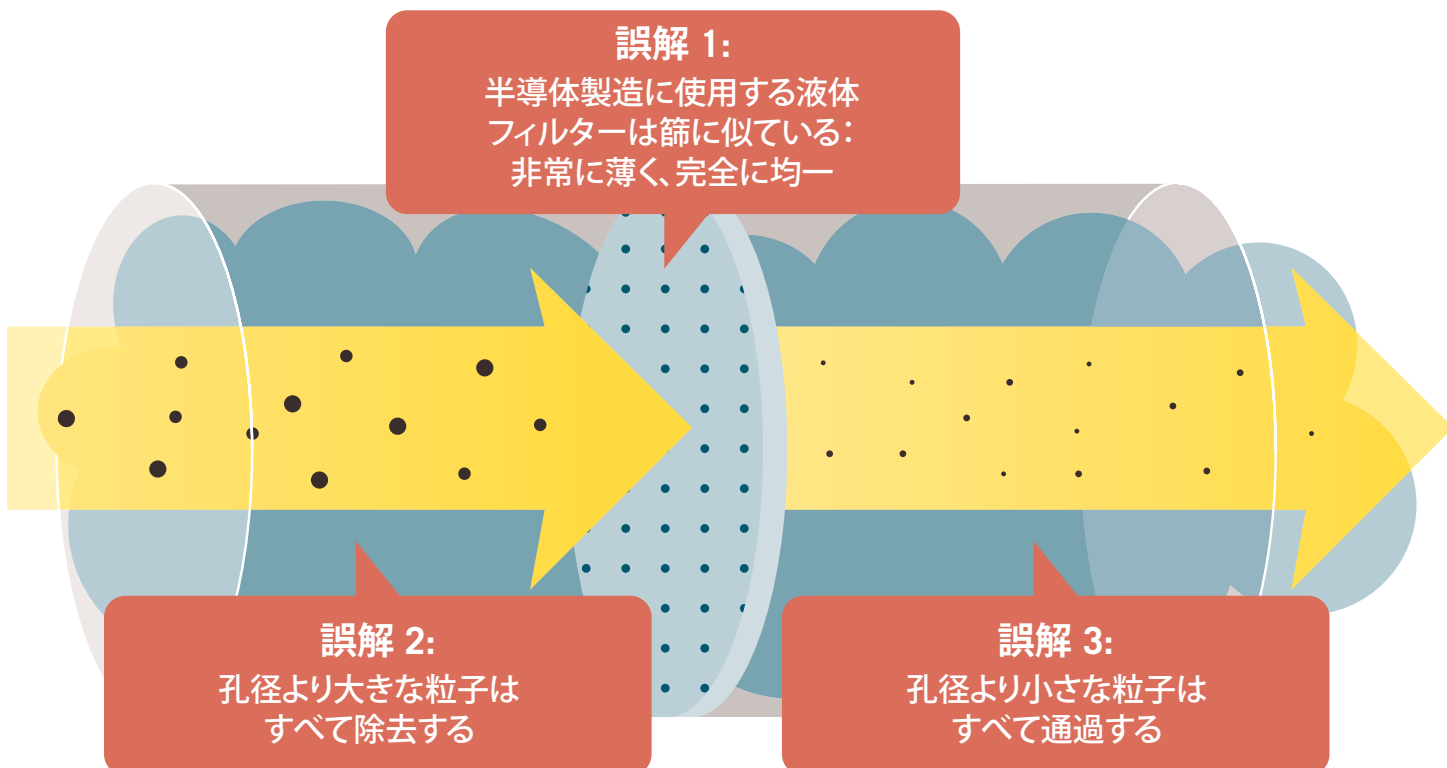 誤解 1:
半導体製造に使用する液体
フィルターは篩に似ている：
非常に薄く、完全に均一
誤解 2:
孔径より大きな粒子は
すべて除去する
誤解 3:
孔径より小さな粒子は
すべて通過する